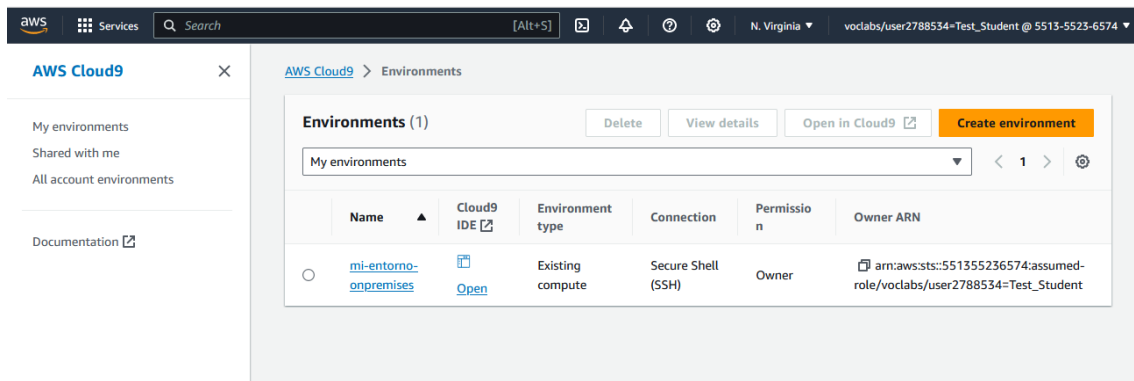 aws Services Search [Alt+S] N. Virginia ▼ voclabs/user2788534=Test_Student @ 5513-5523-6574 ▼
AWS Cloud9
My environments
Shared with me
All account environments
Documentation
AWS Cloud9 > Environments
Environments (1) Delete View details Open in Cloud9 Create environment
My environments ▼ < 1 >
Name ▲ Cloud9 Environment Connection Permissio Owner ARN
IDE type n
mi-entorno- Existing Secure Shell Owner arn:aws:sts::551355236574:assumed-
onpremises Open compute (SSH) role/voclabs/user2788534=Test_Student